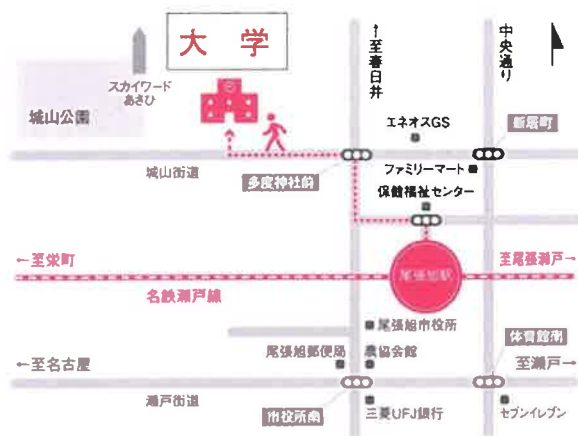 大学
スカイワード
あさひ
城山公園
↑至春日井
中央通り
エネオスGS
新居町
城山街道
多度神社前
ファミリーマート
保健福祉センター
←至栄町
尾張旭駅
至尾張瀬戸→
名鉄瀬戸線
尾張旭市役所
尾張旭郵便局
農協会館
体育館南
←至名古屋
至瀬戸→
瀬戸街道
市役所南
三菱UFJ銀行
セブンイレブン